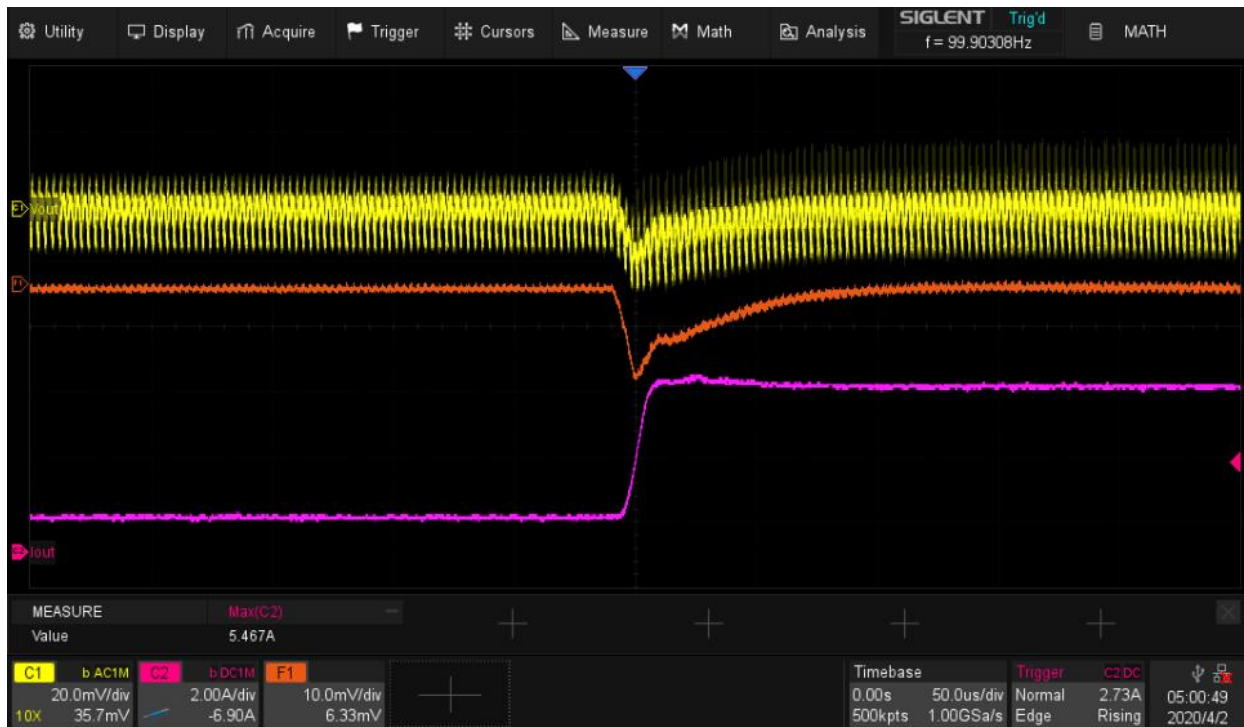 Utility Display Acquire Trigger Cursors Measure Math Analysis SIGLENT Trig'd MATH
f = 99.90308Hz
Vout
F1
Iout
MEASURE Max(C2)
Value 5.467A
C1 b AC1M C2 b DC1M F1 Timebase Trigger C2 DC
20.0mV/div 2.00A/div 10.0mV/div 0.00s 50.0us/div Normal 2.73A 05:00:49
10X 35.7mV -6.90A 6.33mV 500kpts 1.00GSa/s Edge Rising 2020/4/2